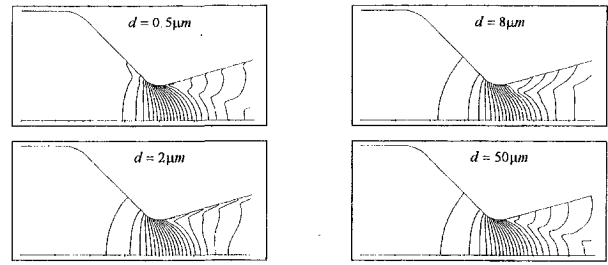 d = 0.5μm
d = 8μm
d = 2μm
d = 50μm